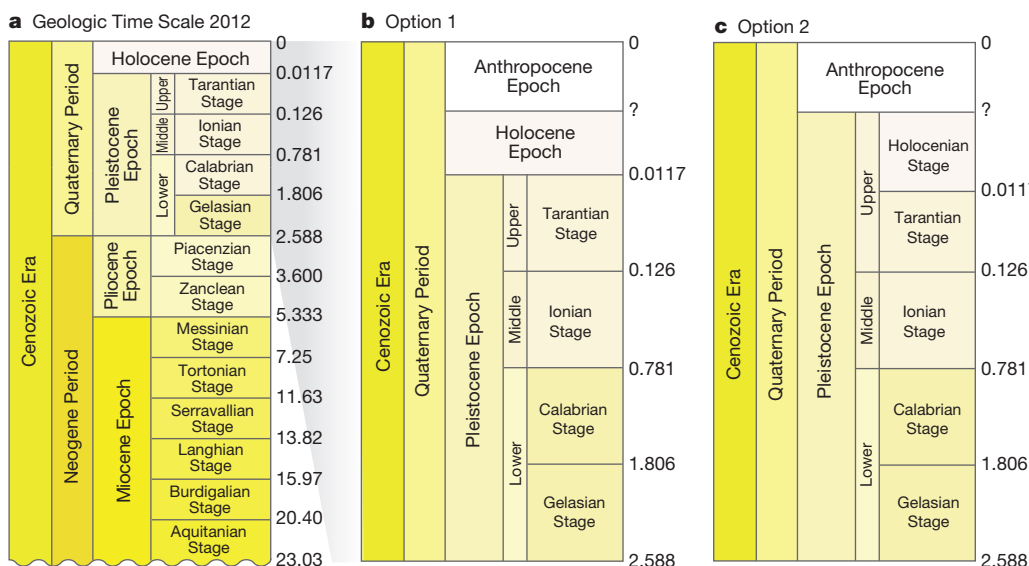 a Geologic Time Scale 2012
Cenozoic Era
Quaternary Period
Neogene Period
Holocene Epoch
Pleistocene
Epoch
Pliocene
Epoch
Miocene Epoch
Upper
Middle
Lower
Tarantian
Stage
Ionian
Stage
Calabrian
Stage
Gelasian
Stage
Piacenzian
Stage
Zanclean
Stage
Messinian
Stage
Tortonian
Stage
Serravallian
Stage
Langhian
Stage
Burdigalian
Stage
Aquitanian
Stage
0
0.0117
0.126
0.781
1.806
2.588
3.600
5.333
7.25
11.63
13.82
15.97
20.40
23.03
b Option 1
Cenozoic Era
Quaternary Period
Anthropocene
Epoch
Holocene
Epoch
Pleistocene Epoch
Upper
Middle
Lower
Tarantian
Stage
Ionian
Stage
Calabrian
Stage
Gelasian
Stage
0
?
0.0117
0.126
0.781
1.806
2.588
c Option 2
Cenozoic Era
Quaternary Period
Anthropocene
Epoch
Pleistocene Epoch
Upper
Middle
Lower
Holocenian
Stage
Tarantian
Stage
Ionian
Stage
Calabrian
Stage
Gelasian
Stage
0
?
0.0117
0.126
0.781
1.806
2.588